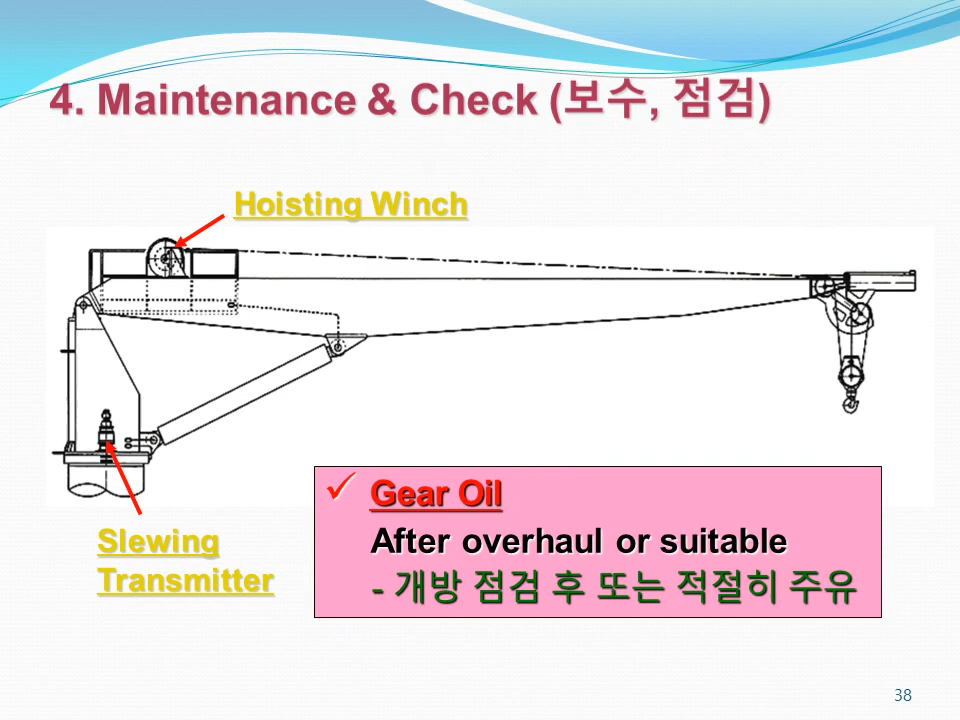 4. Maintenance & Check (보수, 점검)
Hoisting Winch
Slewing
Transmitter
✓ Gear Oil
After overhaul or suitable
- 개방 점검 후 또는 적절히 주유
38